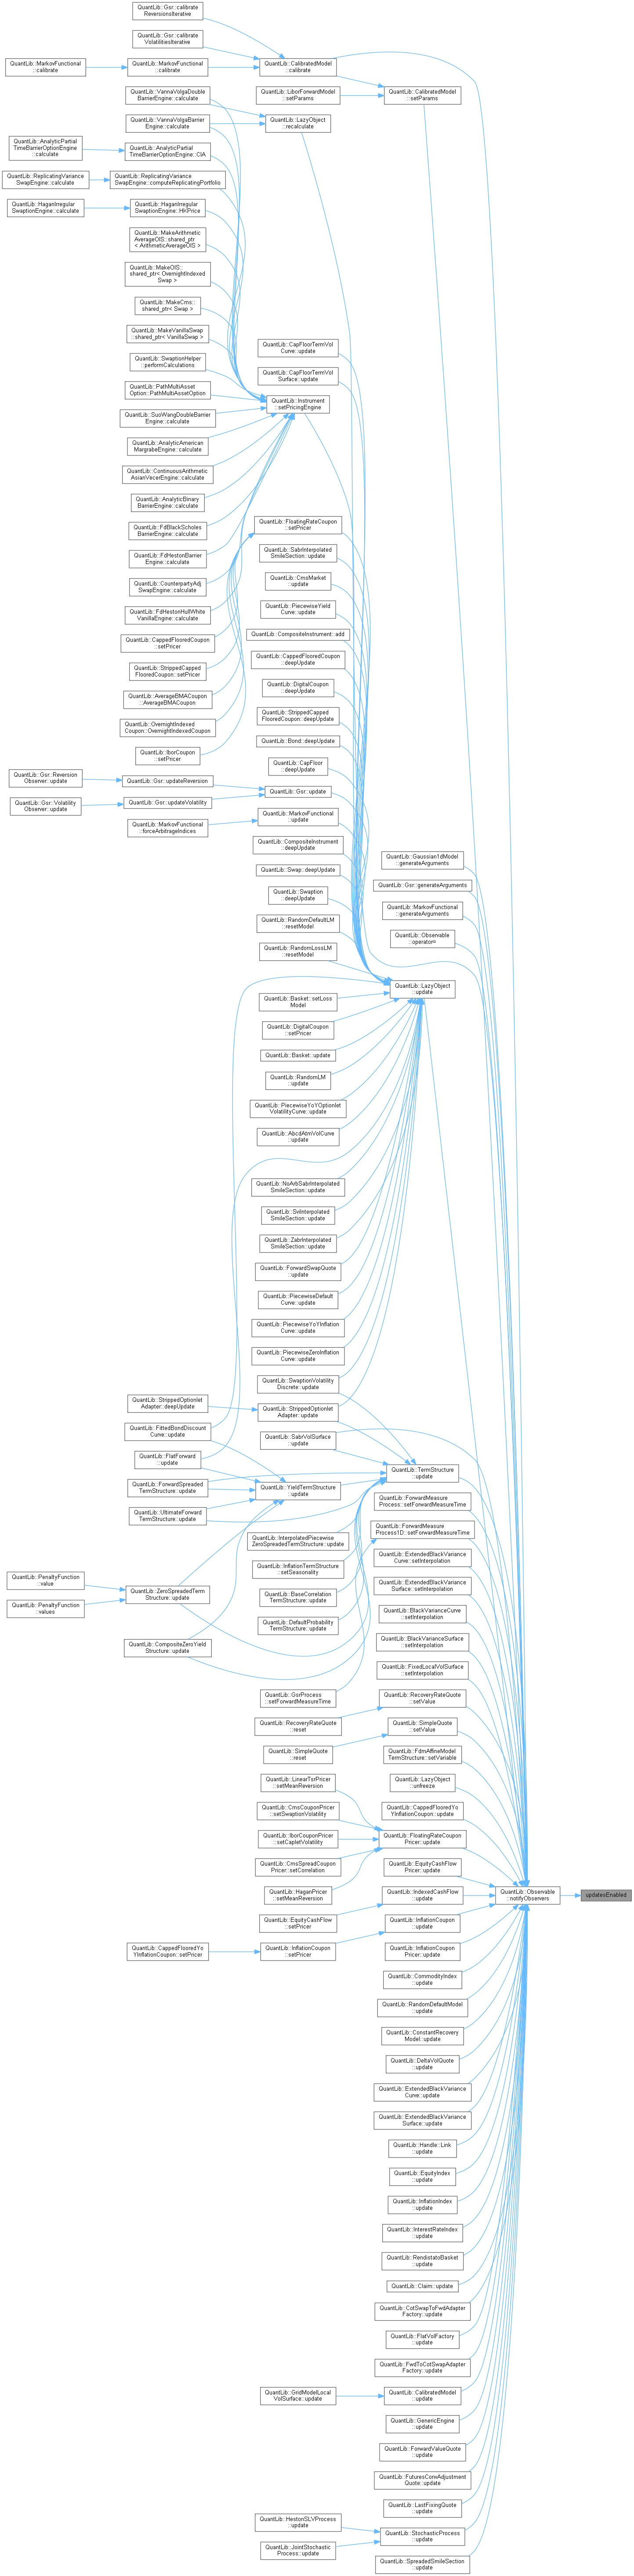 QuantLib::Gsr::calibrate
ReversionsIterative
QuantLib::Gsr::calibrate
VolatilitiesIterative
QuantLib::MarkovFunctional
::calibrate
QuantLib::MarkovFunctional
::calibrate
QuantLib::CalibratedModel
::calibrate
QuantLib::VannaVolgaDouble
BarrierEngine::calculate
QuantLib::LiborForwardModel
::setParams
QuantLib::CalibratedModel
::setParams
QuantLib::VannaVolgaBarrier
Engine::calculate
QuantLib::LazyObject
::recalculate
QuantLib::AnalyticPartial
TimeBarrierOptionEngine
::calculate
QuantLib::AnalyticPartial
TimeBarrierOptionEngine::CIA
QuantLib::ReplicatingVariance
SwapEngine::calculate
QuantLib::ReplicatingVariance
SwapEngine::computeReplicatingPortfolio
QuantLib::HaganIrregular
SwaptionEngine::calculate
QuantLib::HaganIrregular
SwaptionEngine::HKPrice
QuantLib::MakeArithmetic
AverageOIS::shared_ptr
< ArithmeticAverageOIS >
QuantLib::MakeOIS::
shared_ptr< OvernightIndexed
Swap >
QuantLib::MakeCms::
shared_ptr< Swap >
QuantLib::MakeVanillaSwap
::shared_ptr< VanillaSwap >
QuantLib::CapFloorTermVol
Curve::update
QuantLib::SwaptionHelper
::performCalculations
QuantLib::CapFloorTermVol
Surface::update
QuantLib::PathMultiAsset
Option::PathMultiAssetOption
QuantLib::Instrument
::setPricingEngine
QuantLib::SuoWangDoubleBarrier
Engine::calculate
QuantLib::AnalyticAmerican
MargrabeEngine::calculate
QuantLib::ContinuousArithmetic
AsianVecerEngine::calculate
QuantLib::AnalyticBinary
BarrierEngine::calculate
QuantLib::FdBlackScholes
BarrierEngine::calculate
QuantLib::FloatingRateCoupon
::setPricer
QuantLib::FdHestonBarrier
Engine::calculate
QuantLib::SabrInterpolated
SmileSection::update
QuantLib::CounterpartyAdj
SwapEngine::calculate
QuantLib::CmsMarket
::update
QuantLib::FdHestonHullWhite
VanillaEngine::calculate
QuantLib::PiecewiseYield
Curve::update
QuantLib::CappedFlooredCoupon
::setPricer
QuantLib::CompositeInstrument::add
QuantLib::StrippedCapped
FlooredCoupon::setPricer
QuantLib::CappedFlooredCoupon
::deepUpdate
QuantLib::AverageBMACoupon
::AverageBMACoupon
QuantLib::DigitalCoupon
::deepUpdate
QuantLib::OvernightIndexed
Coupon::OvernightIndexedCoupon
QuantLib::StrippedCapped
FlooredCoupon::deepUpdate
QuantLib::IborCoupon
::setPricer
QuantLib::Bond::deepUpdate
QuantLib::CapFloor
::deepUpdate
QuantLib::Gsr::Reversion
Observer::update
QuantLib::Gsr::updateReversion
QuantLib::Gsr::update
QuantLib::Gsr::Volatility
Observer::update
QuantLib::Gsr::updateVolatility
QuantLib::MarkovFunctional
::forceArbitrageIndices
QuantLib::MarkovFunctional
::update
QuantLib::CompositeInstrument
::deepUpdate
QuantLib::Gaussian1dModel
::generateArguments
QuantLib::Swap::deepUpdate
QuantLib::Gsr::generateArguments
QuantLib::Swaption
::deepUpdate
QuantLib::MarkovFunctional
::generateArguments
QuantLib::RandomDefaultLM
::resetModel
QuantLib::Observable
::operator=
QuantLib::RandomLossLM
::resetModel
QuantLib::LazyObject
::update
QuantLib::Basket::setLoss
Model
QuantLib::DigitalCoupon
::setPricer
QuantLib::Basket::update
QuantLib::RandomLM
::update
QuantLib::PiecewiseYoYOptionlet
VolatilityCurve::update
QuantLib::AbcdAtmVolCurve
::update
QuantLib::NoArbSabrInterpolated
SmileSection::update
QuantLib::SviInterpolated
SmileSection::update
QuantLib::ZabrInterpolated
SmileSection::update
QuantLib::ForwardSwapQuote
::update
QuantLib::PiecewiseDefault
Curve::update
QuantLib::PiecewiseYoYInflation
Curve::update
QuantLib::PiecewiseZeroInflation
Curve::update
QuantLib::SwaptionVolatility
Discrete::update
QuantLib::StrippedOptionlet
Adapter::deepUpdate
QuantLib::StrippedOptionlet
Adapter::update
QuantLib::FittedBondDiscount
Curve::update
QuantLib::SabrVolSurface
::update
QuantLib::FlatForward
::update
QuantLib::TermStructure
::update
QuantLib::ForwardSpreaded
TermStructure::update
QuantLib::YieldTermStructure
::update
QuantLib::ForwardMeasure
Process::setForwardMeasureTime
QuantLib::UltimateForward
TermStructure::update
QuantLib::InterpolatedPiecewise
ZeroSpreadedTermStructure::update
QuantLib::ForwardMeasure
Process1D::setForwardMeasureTime
QuantLib::InflationTermStructure
::setSeasonality
QuantLib::ExtendedBlackVariance
Curve::setInterpolation
QuantLib::PenaltyFunction
::value
QuantLib::ZeroSpreadedTerm
Structure::update
QuantLib::BaseCorrelation
TermStructure::update
QuantLib::ExtendedBlackVariance
Surface::setInterpolation
QuantLib::PenaltyFunction
::values
QuantLib::DefaultProbability
TermStructure::update
QuantLib::BlackVarianceCurve
::setInterpolation
QuantLib::CompositeZeroYield
Structure::update
QuantLib::BlackVarianceSurface
::setInterpolation
QuantLib::FixedLocalVolSurface
::setInterpolation
QuantLib::GsrProcess
::setForwardMeasureTime
QuantLib::RecoveryRateQuote
::setValue
QuantLib::RecoveryRateQuote
::reset
QuantLib::SimpleQuote
::setValue
QuantLib::SimpleQuote
::reset
QuantLib::FdmAffineModel
TermStructure::setVariable
QuantLib::LinearTsrPricer
::setMeanReversion
QuantLib::LazyObject
::unfreeze
QuantLib::CmsCouponPricer
::setSwaptionVolatility
QuantLib::CappedFlooredYo
YInflationCoupon::update
QuantLib::IborCouponPricer
::setCapletVolatility
QuantLib::FloatingRateCoupon
Pricer::update
QuantLib::CmsSpreadCoupon
Pricer::setCorrelation
QuantLib::EquityCashFlow
Pricer::update
QuantLib::HaganPricer
::setMeanReversion
QuantLib::IndexedCashFlow
::update
QuantLib::Observable
::notifyObservers
updatesEnabled
QuantLib::EquityCashFlow
::setPricer
QuantLib::InflationCoupon
::update
QuantLib::CappedFlooredYo
YInflationCoupon::setPricer
QuantLib::InflationCoupon
::setPricer
QuantLib::InflationCoupon
Pricer::update
QuantLib::CommodityIndex
::update
QuantLib::RandomDefaultModel
::update
QuantLib::ConstantRecovery
Model::update
QuantLib::DeltaVolQuote
::update
QuantLib::ExtendedBlackVariance
Curve::update
QuantLib::ExtendedBlackVariance
Surface::update
QuantLib::Handle::Link
::update
QuantLib::EquityIndex
::update
QuantLib::InflationIndex
::update
QuantLib::InterestRateIndex
::update
QuantLib::RendistatoBasket
::update
QuantLib::Claim::update
QuantLib::CotSwapToFwdAdapter
Factory::update
QuantLib::FlatVolFactory
::update
QuantLib::FwdToCotSwapAdapter
Factory::update
QuantLib::GridModelLocal
VolSurface::update
QuantLib::CalibratedModel
::update
QuantLib::GenericEngine
::update
QuantLib::ForwardValueQuote
::update
QuantLib::FuturesConvAdjustment
Quote::update
QuantLib::LastFixingQuote
::update
QuantLib::HestonSLVProcess
::update
QuantLib::StochasticProcess
::update
QuantLib::JointStochastic
Process::update
QuantLib::SpreadedSmileSection
::update